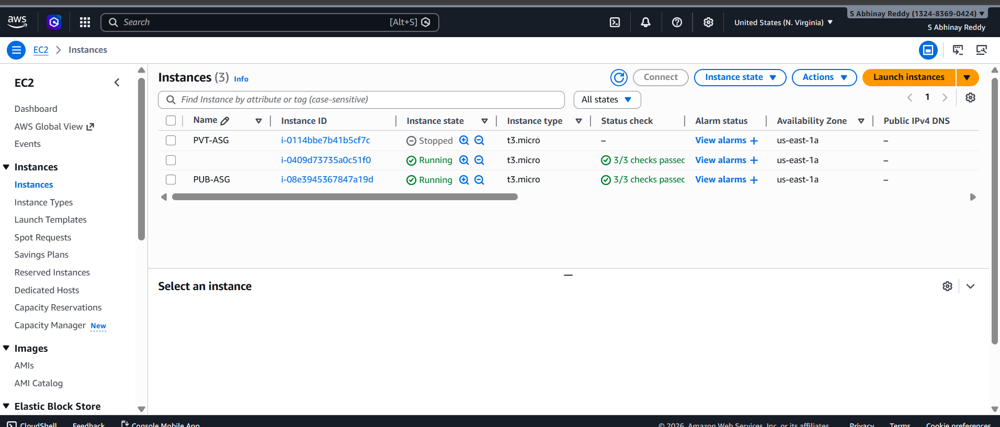 aws
Search [Alt+S]
United States (N. Virginia)
S Abhinay Reddy (1324-8369-0424)
S Abhinay Reddy
EC2
Instances
EC2
Dashboard
AWS Global View
Events
Instances
Instances
Instance Types
Launch Templates
Spot Requests
Savings Plans
Reserved Instances
Dedicated Hosts
Capacity Reservations
Capacity Manager New
Images
AMIs
AMI Catalog
Elastic Block Store
Instances (3) Info
Connect
Instance state
Actions
Launch instances
Find Instance by attribute or tag (case-sensitive)
All states
1
Name Instance ID Instance state Instance type Status check Alarm status Availability Zone Public IPv4 DNS
PVT-ASG i-0114bbe7b41b5cf7c Stopped t3.micro – View alarms + us-east-1a –
i-0409d73735a0c51f0 Running t3.micro 3/3 checks passec View alarms + us-east-1a –
PUB-ASG i-08e3945367847a19d Running t3.micro 3/3 checks passec View alarms + us-east-1a –
Select an instance
CloudShell Feedback Console Mobile App
© 2026, Amazon Web Services, Inc. or its affiliates. Privacy Terms Cookie preferences